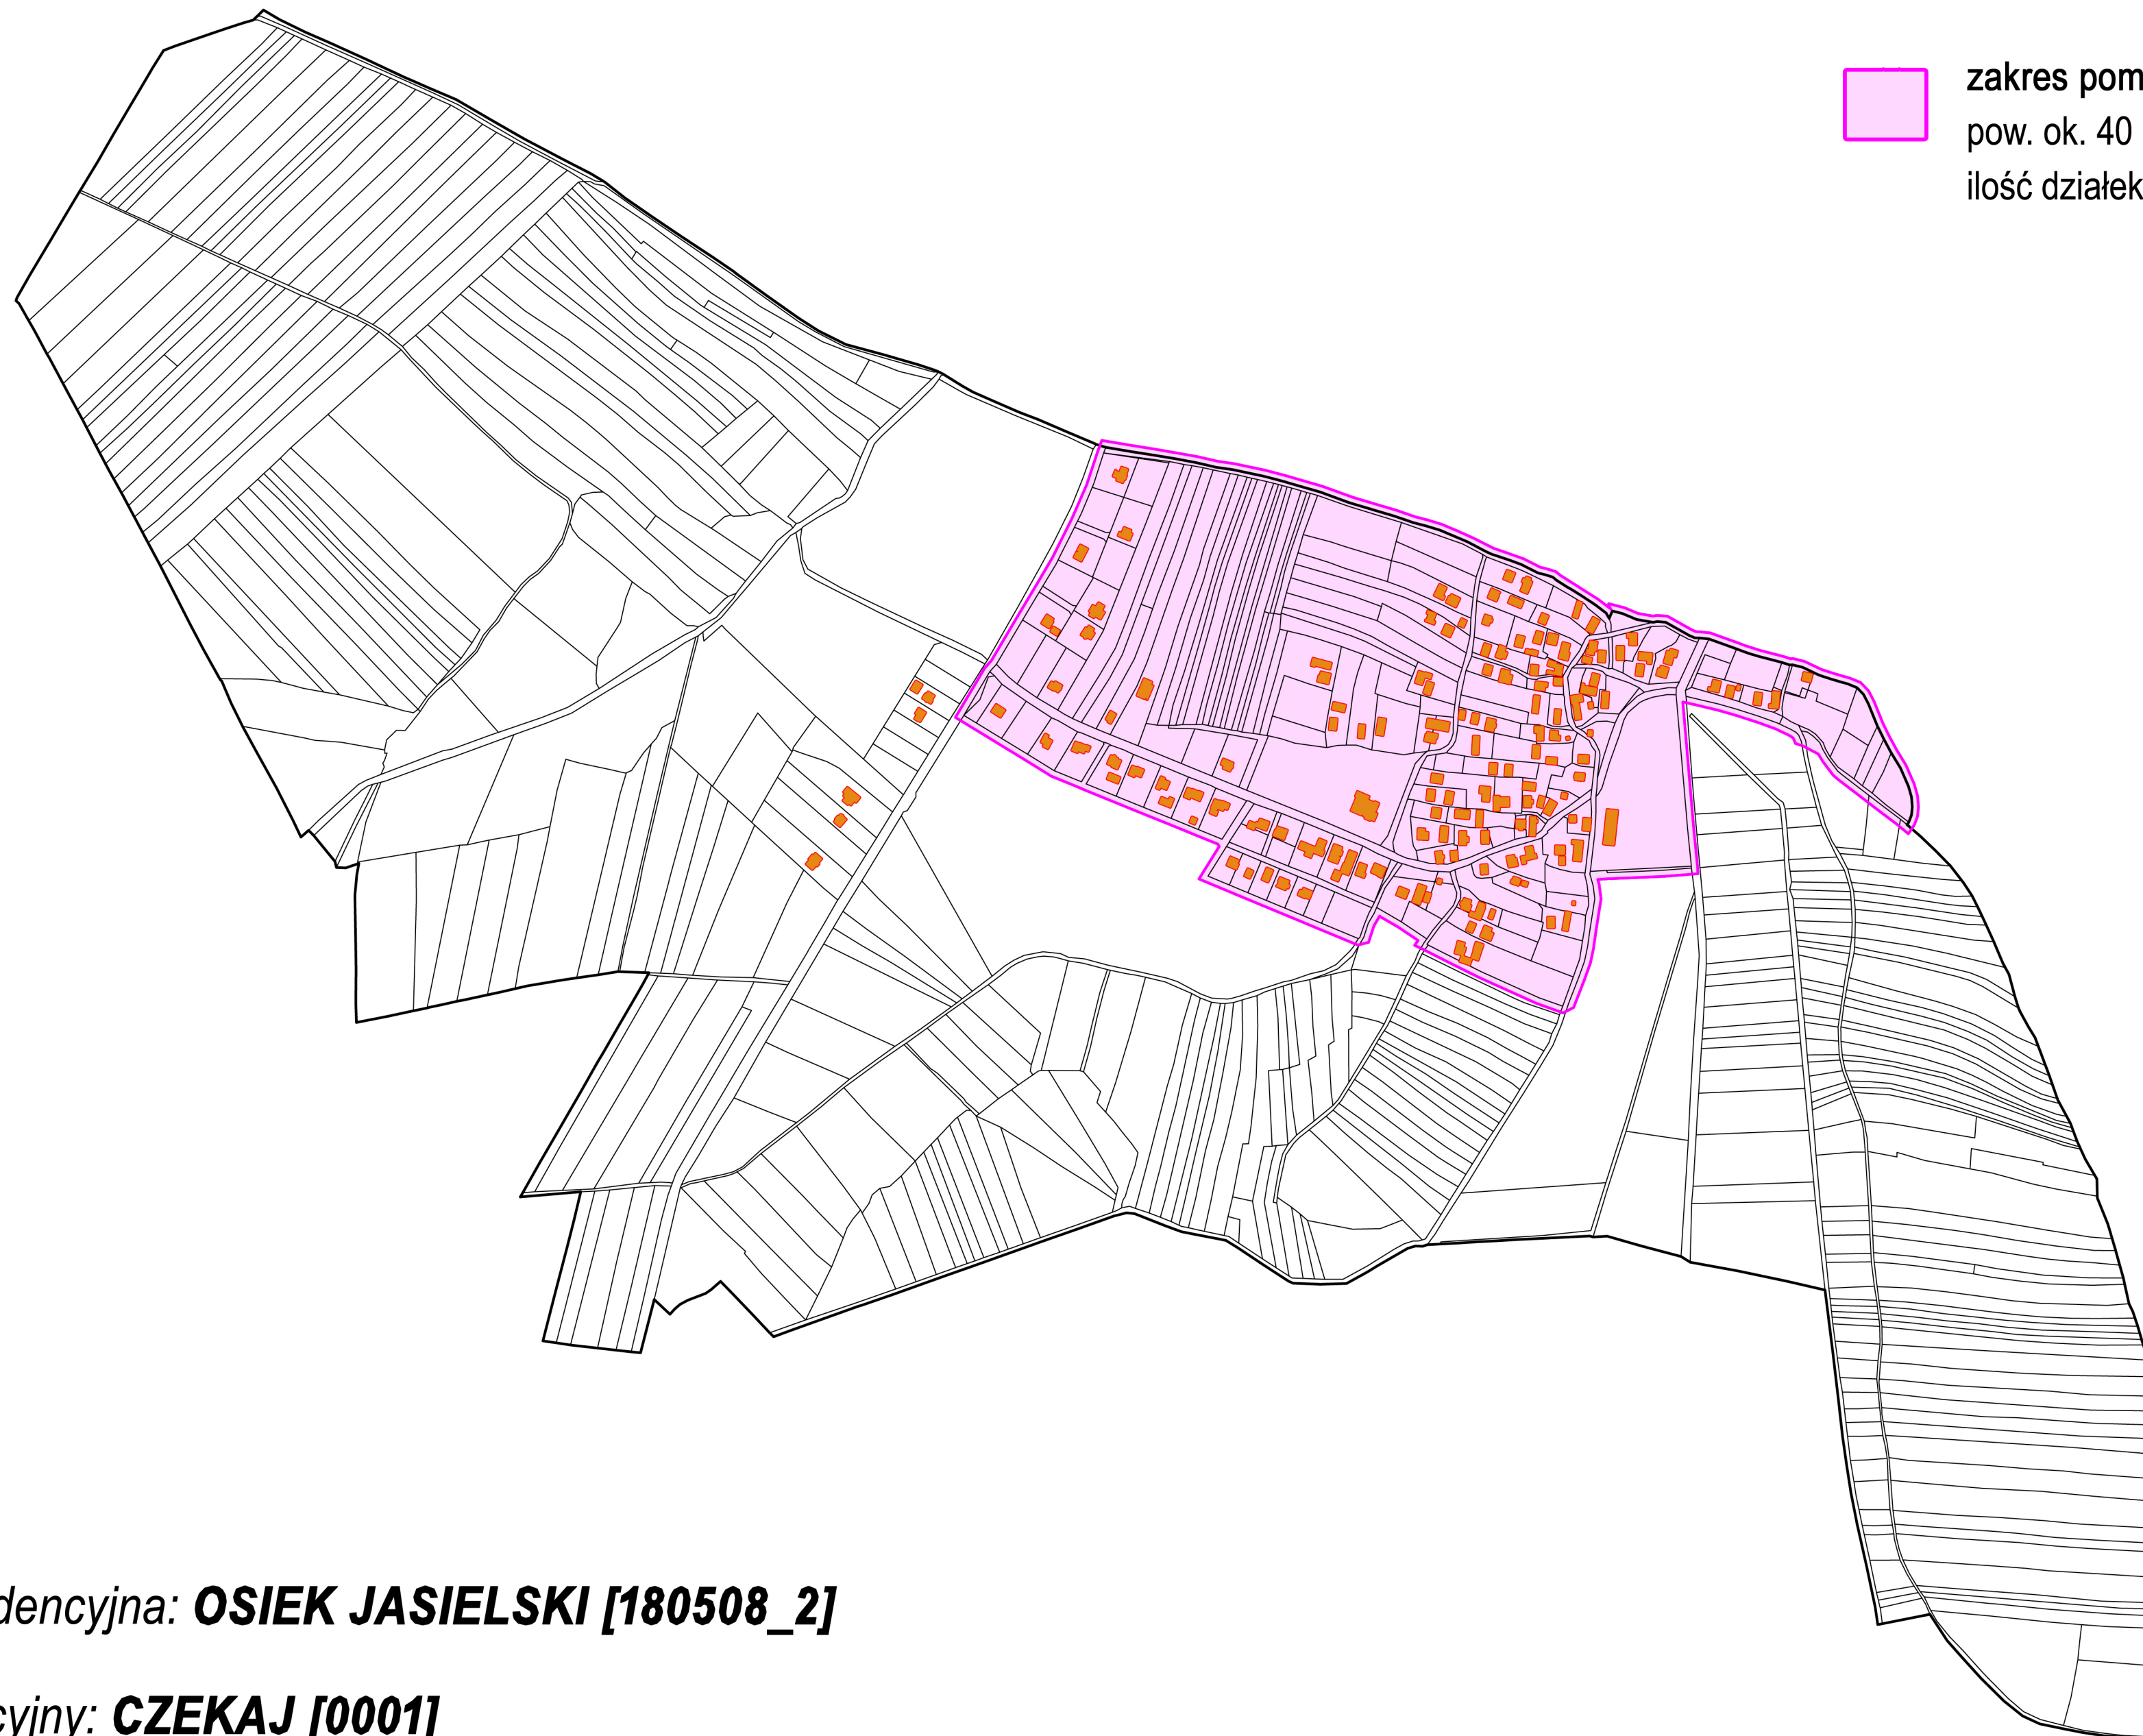 zakres pom
pow. ok. 40
ilość działek
dencyjna: OSIEK JASIELSKI [180508_2]
cyjny: CZEKAJ [0001]